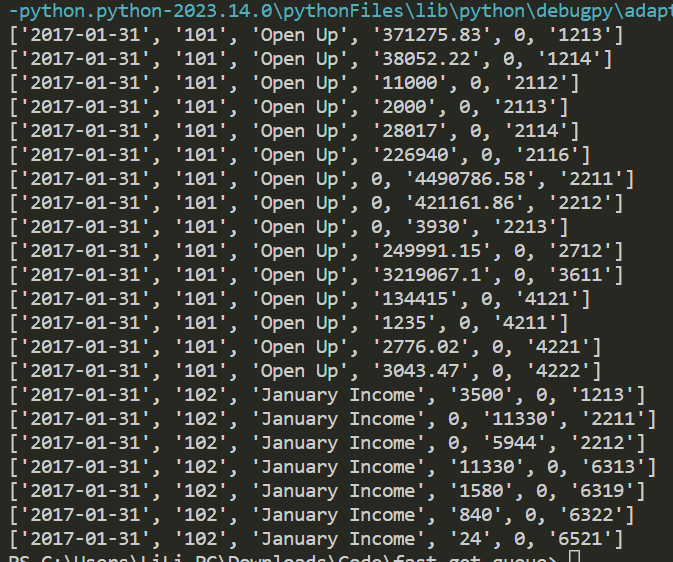 -python.python-2023.14.0\pythonFiles\lib\python\debugpy\adapt
['2017-01-31', '101', 'Open Up', '371275.83', 0, '1213']
['2017-01-31', '101', 'Open Up', '38052.22', 0, '1214']
['2017-01-31', '101', 'Open Up', '11000', 0, '2112']
['2017-01-31', '101', 'Open Up', '2000', 0, '2113']
['2017-01-31', '101', 'Open Up', '28017', 0, '2114']
['2017-01-31', '101', 'Open Up', '226940', 0, '2116']
['2017-01-31', '101', 'Open Up', 0, '4490786.58', '2211']
['2017-01-31', '101', 'Open Up', 0, '421161.86', '2212']
['2017-01-31', '101', 'Open Up', 0, '3930', '2213']
['2017-01-31', '101', 'Open Up', '249991.15', 0, '2712']
['2017-01-31', '101', 'Open Up', '3219067.1', 0, '3611']
['2017-01-31', '101', 'Open Up', '134415', 0, '4121']
['2017-01-31', '101', 'Open Up', '1235', 0, '4211']
['2017-01-31', '101', 'Open Up', '2776.02', 0, '4221']
['2017-01-31', '101', 'Open Up', '3043.47', 0, '4222']
['2017-01-31', '102', 'January Income', '3500', 0, '1213']
['2017-01-31', '102', 'January Income', 0, '11330', '2211']
['2017-01-31', '102', 'January Income', 0, '5944', '2212']
['2017-01-31', '102', 'January Income', '11330', 0, '6313']
['2017-01-31', '102', 'January Income', '1580', 0, '6319']
['2017-01-31', '102', 'January Income', '840', 0, '6322']
['2017-01-31', '102', 'January Income', '24', 0, '6521']
PS C:\Users\LiLi-PC\Downloads\Code\fast_get_queue>